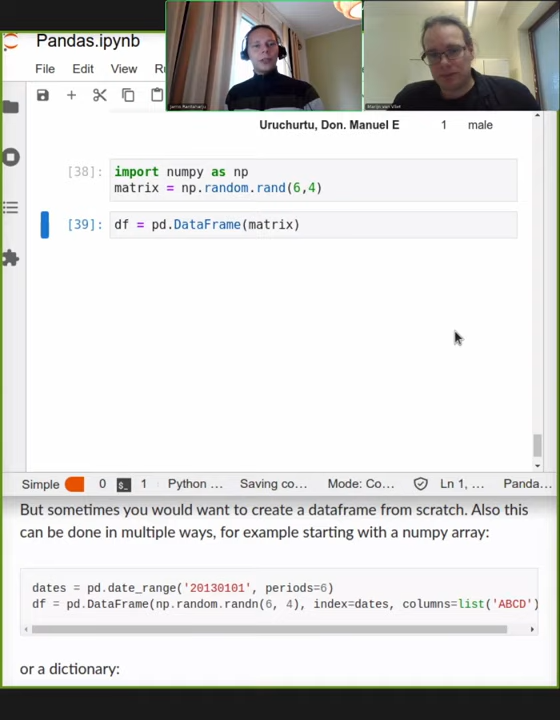 Pandas.ipynb
File Edit View
Uruchurtu, Don. Manuel E 1 male
[38]: import numpy as np
matrix = np.random.rand(6,4)
[39]: df = pd.DataFrame(matrix)
Simple 0 1 Python ... Saving co... Mode: Co... Ln 1, ... Panda...
But sometimes you would want to create a dataframe from scratch. Also this
can be done in multiple ways, for example starting with a numpy array:
dates = pd.date_range('20130101', periods=6)
df = pd.DataFrame(np.random.randn(6, 4), index=dates, columns=list('ABCD')
or a dictionary: